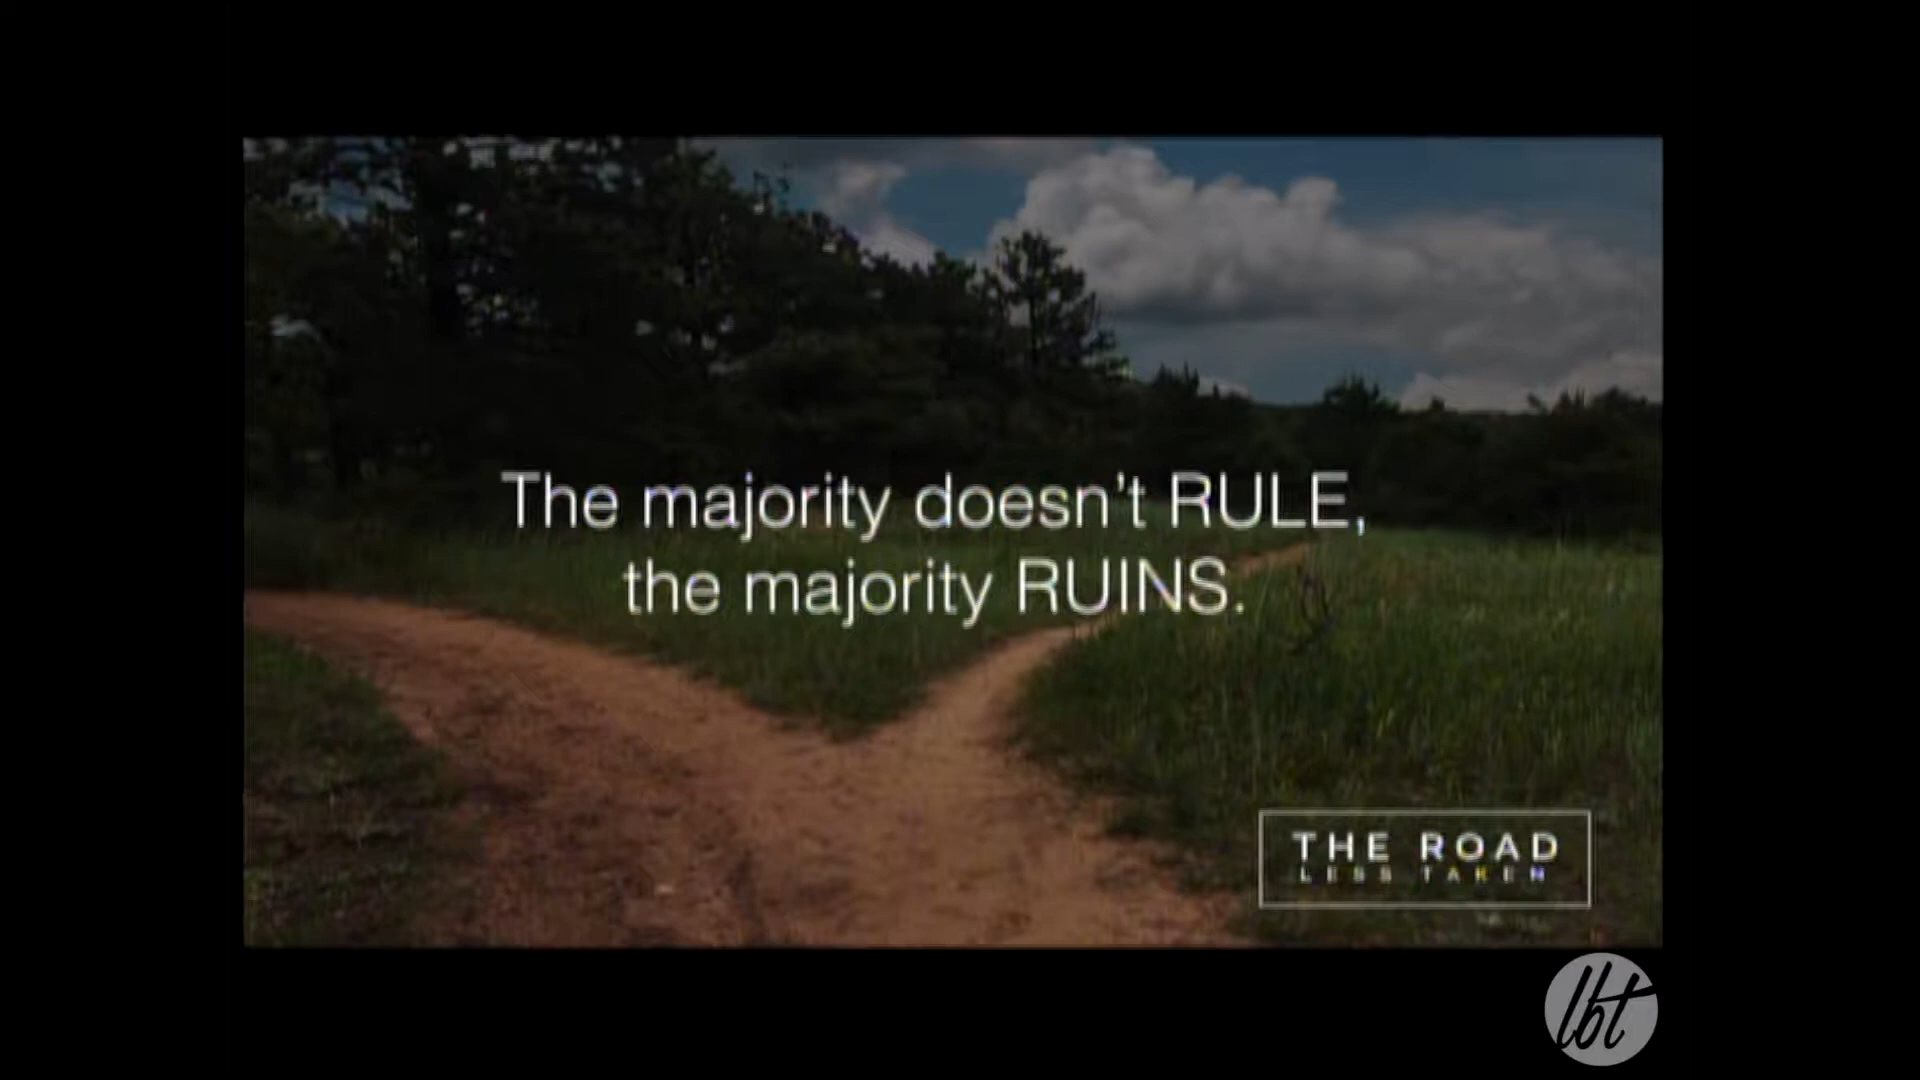 The majority doesn't RULE,
the majority RUINS.
THE ROAD
LESS TAKEN
lbt